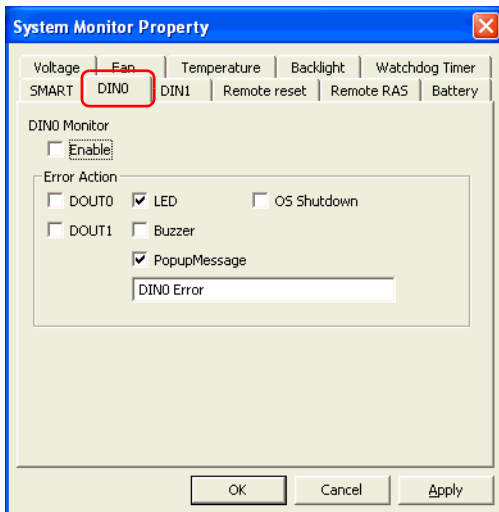 System Monitor Property
Voltage Fan Temperature Backlight Watchdog Timer
SMART DIN0 DIN1 Remote reset Remote RAS Battery
DIN0 Monitor
Enable
Error Action
DOUT0 LED OS Shutdown
DOUT1 Buzzer
PopupMessage
DIN0 Error
OK Cancel Apply